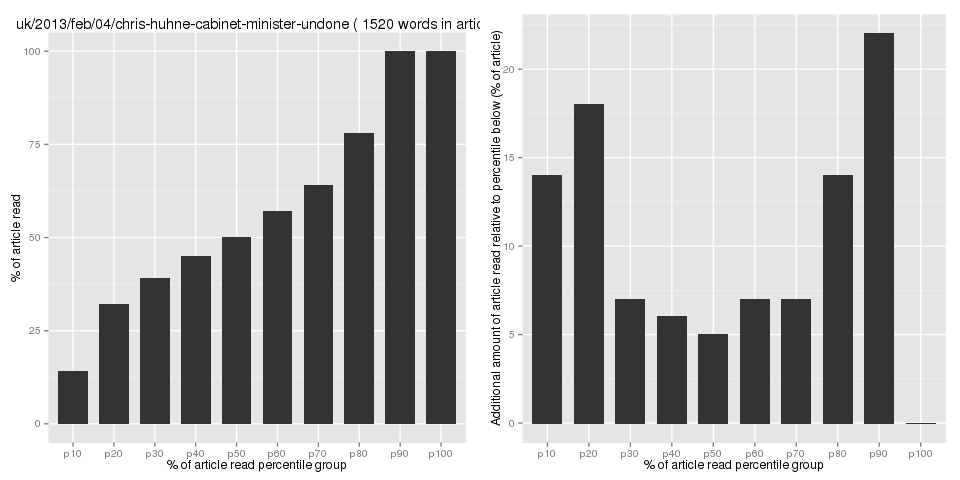 uk/2013/feb/04/chris-huhne-cabinet-minister-undone ( 1520 words in artic
% of article read
100
75
50
25
0
p10 p20 p30 p40 p50 p60 p70 p80 p90 p100
% of article read percentile group
Additional amount of article read relative to percentile below (% of article)
20
15
10
5
0
p10 p20 p30 p40 p50 p60 p70 p80 p90 p100
% of article read percentile group